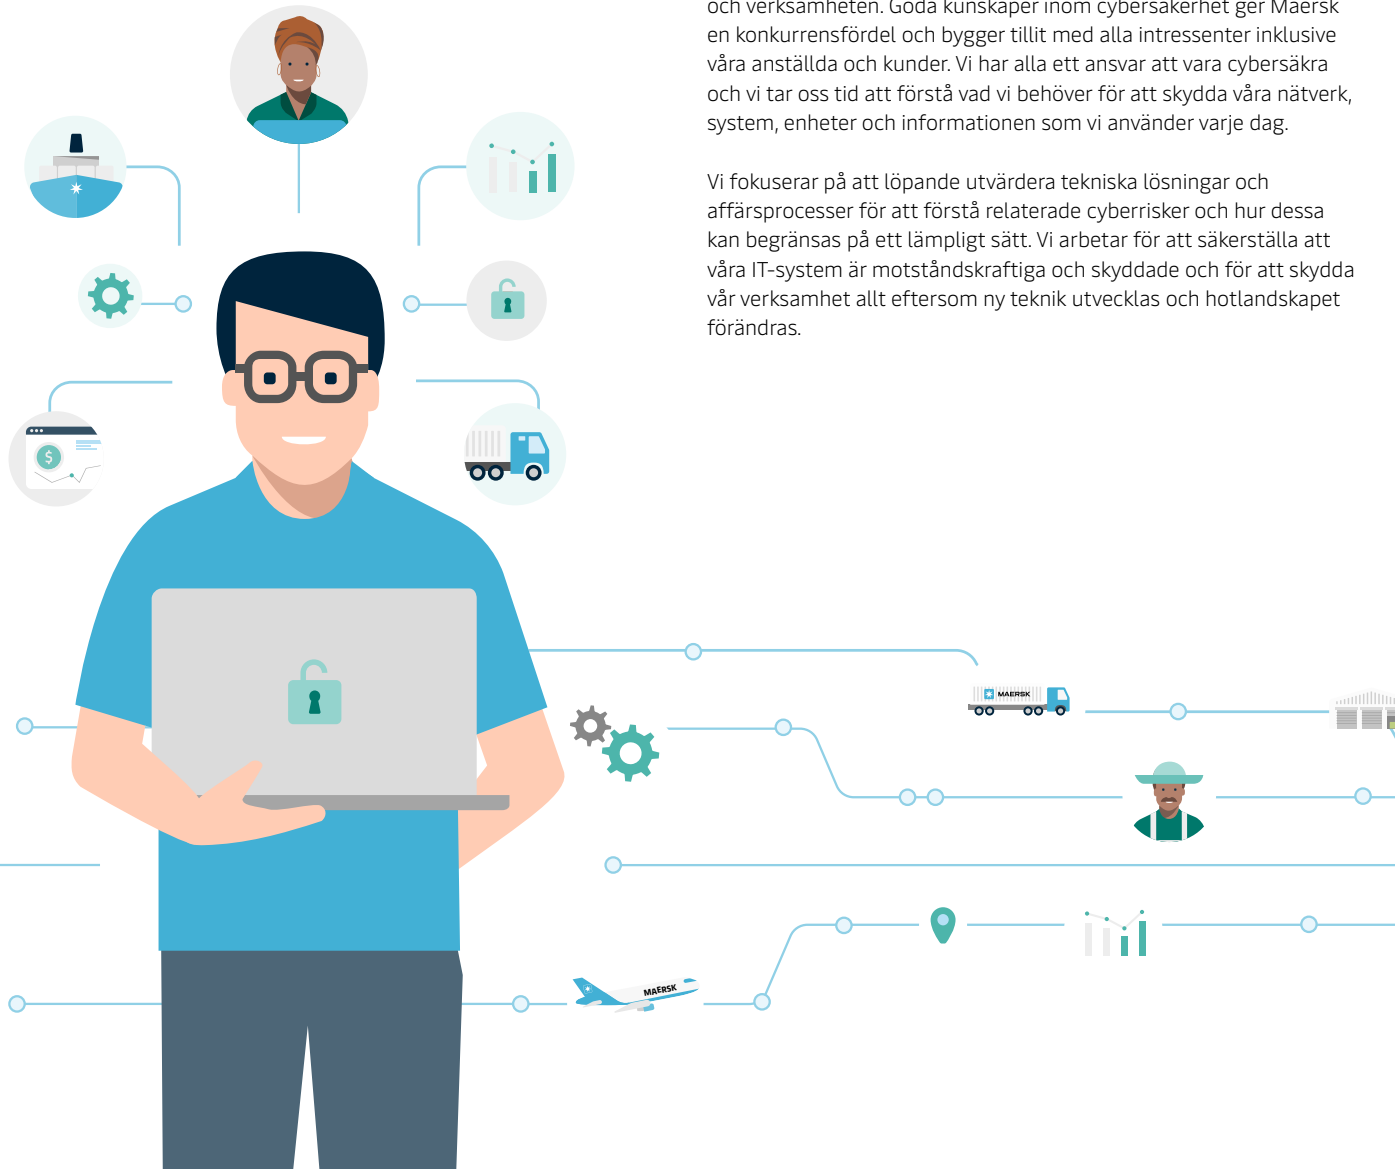 och verksamheten. Goda kunskaper inom cybersäkerhet ger Maersk
en konkurrensfördel och bygger tillit med alla intressenter inklusive
våra anställda och kunder. Vi har alla ett ansvar att vara cybersäkra
och vi tar oss tid att förstå vad vi behöver för att skydda våra nätverk,
system, enheter och informationen som vi använder varje dag.
Vi fokuserar på att löpande utvärdera tekniska lösningar och
affärsprocesser för att förstå relaterade cyberrisker och hur dessa
kan begränsas på ett lämpligt sätt. Vi arbetar för att säkerställa att
våra IT-system är motståndskraftiga och skyddade och för att skydda
vår verksamhet allt eftersom ny teknik utvecklas och hotlandskapet
förändras.
$
MAERSK
MAERSK